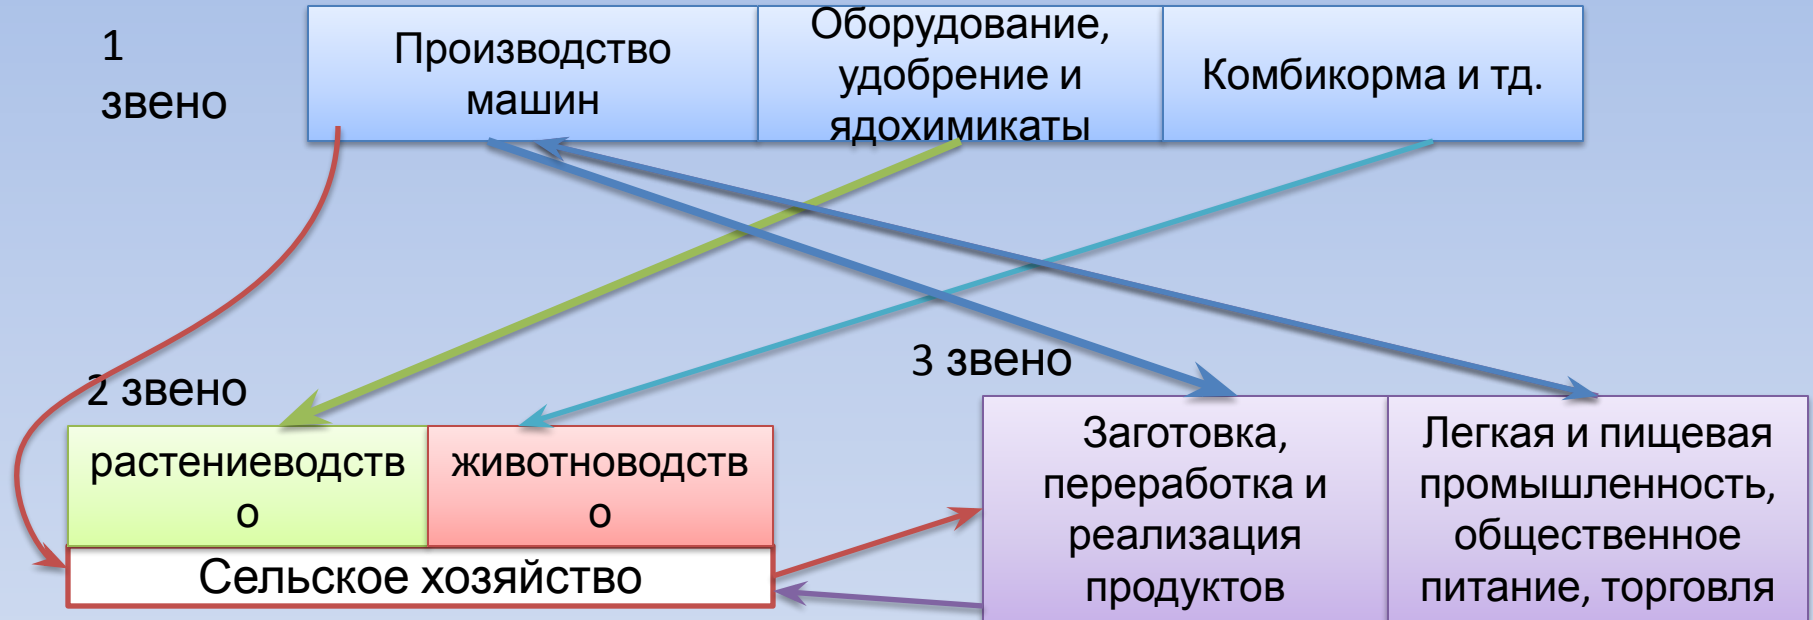 1
звено
Производство
машин
Оборудование,
удобрение и
ядохимикаты
Комбикорма и тд.
2 звено
3 звено
растениеводств
о
животноводств
о
Сельское хозяйство
Заготовка,
переработка и
реализация
продуктов
Легкая и пищевая
промышленность,
общественное
питание, торговля